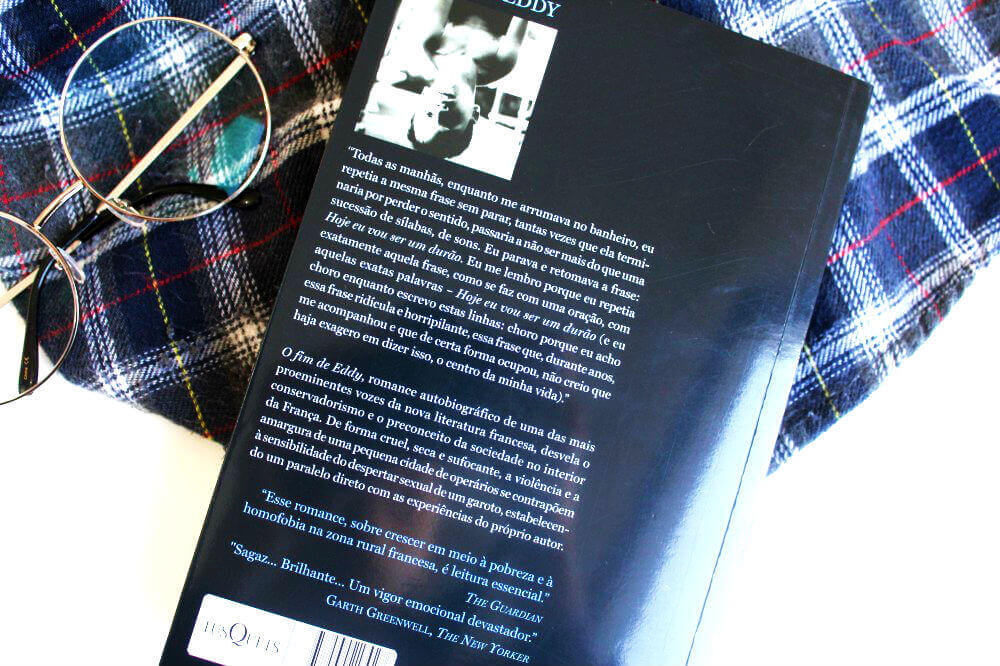 EDDY
"Todas as manhãs, enquanto me arrumava no banheiro, eu
repetia a mesma frase sem parar, tantas vezes que ela termi-
naria por perder o sentido, passaria a não ser mais do que uma
sucessão de sílabas, de sons. Eu parava e retomava a frase:
Hoje eu vou ser um durão. Eu me lembro porque eu repetia
exatamente aquela frase, como se faz com uma oração, com
aquelas exatas palavras – Hoje eu vou ser um durão (e eu
choro enquanto escrevo estas linhas: choro porque eu acho
essa frase ridícula e horripilante, essa frase que, durante anos,
me acompanhou e que de certa forma ocupou, não creio que
haja exagero em dizer isso, o centro da minha vida)."
O fim de Eddy, romance autobiográfico de uma das mais
proeminentes vozes da nova literatura francesa, desvela o
conservadorismo e o preconceito da sociedade no interior
da França. De forma cruel, seca e sufocante, a violência e a
amargura de uma pequena cidade de operários se contrapõem
à sensibilidade do despertar sexual de um garoto, estabelecen-
do um paralelo direto com as experiências do próprio autor.
"Esse romance, sobre crescer em meio à pobreza e à
homofobia na zona rural francesa, é leitura essencial."
THE GUARDIAN
"Sagaz... Brilhante... Um vigor emocional devastador."
GARTH GREENWELL, THE NEW YORKER
TUSQUETS